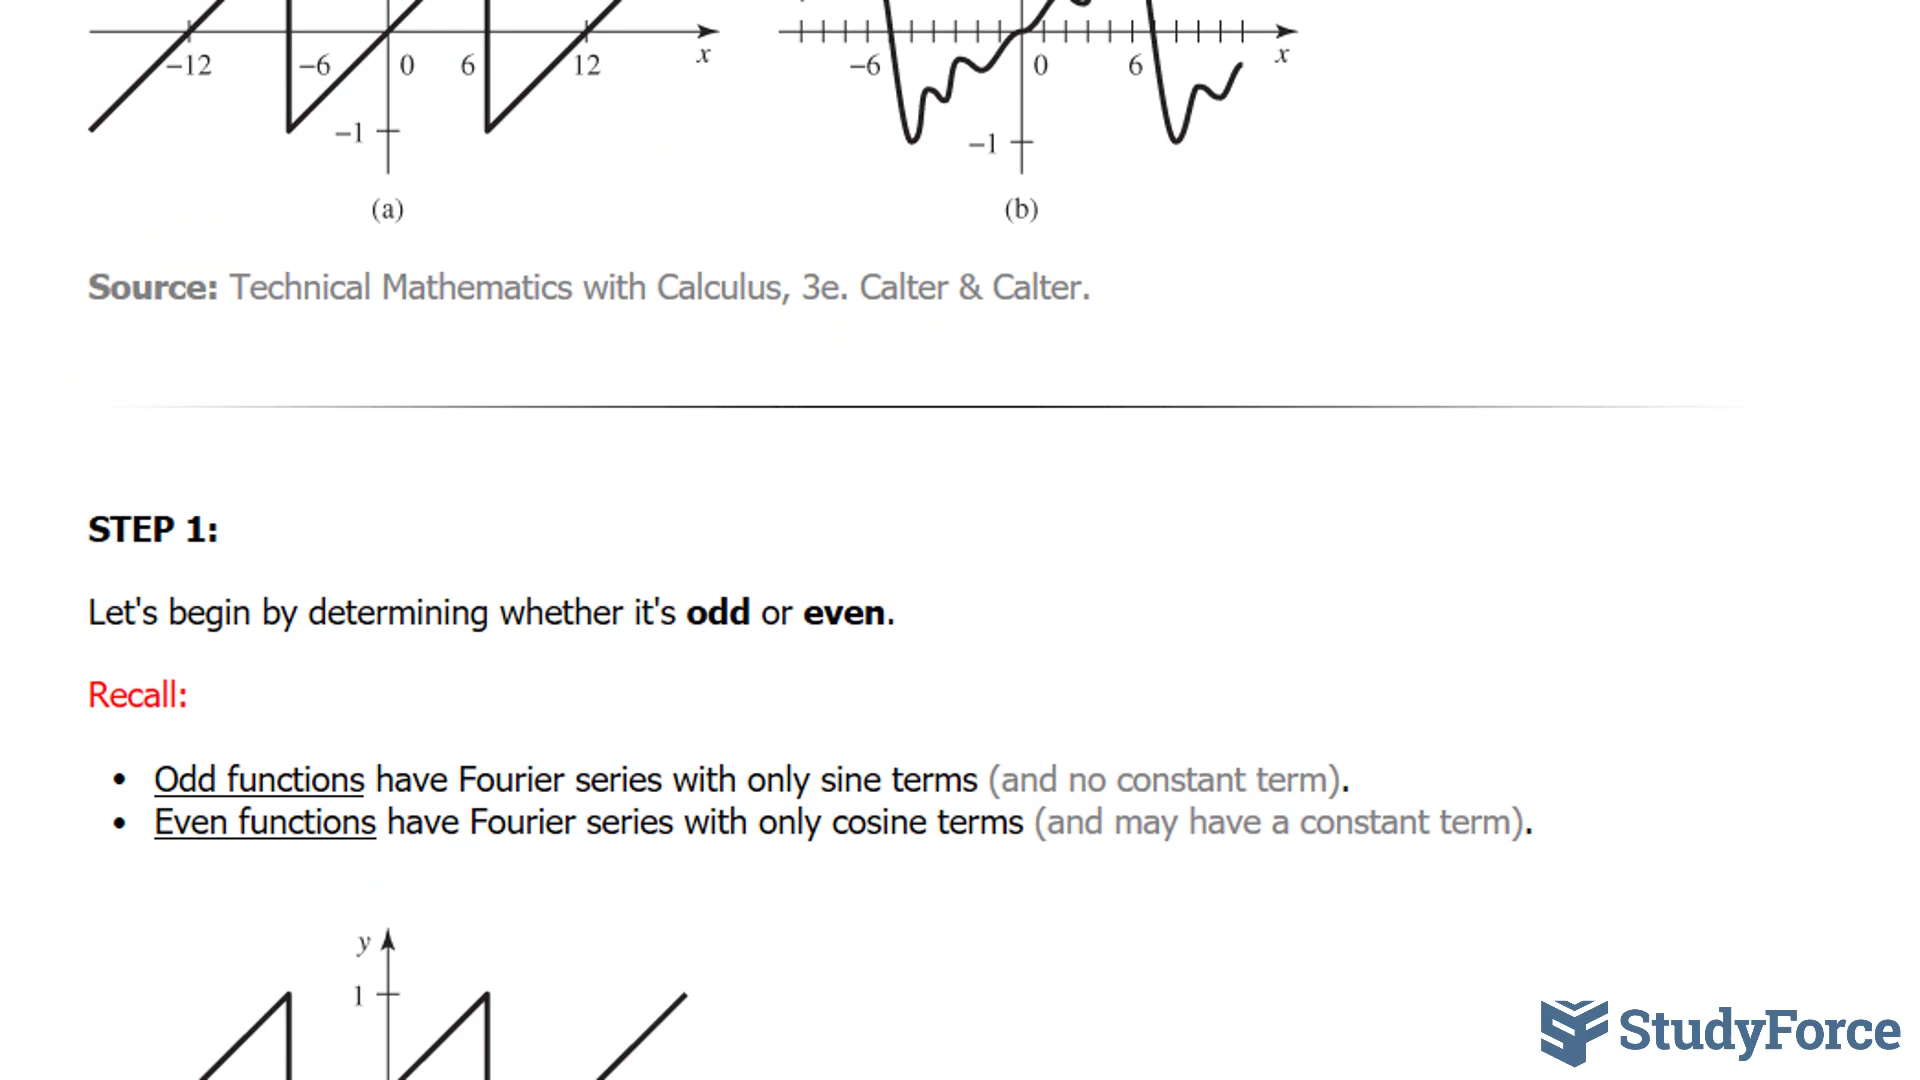 −12 −6 0 6 12 x
−1
(a)
−6 0 6 x
−1
(b)
Source: Technical Mathematics with Calculus, 3e. Calter & Calter.
STEP 1:
Let's begin by determining whether it's odd or even.
Recall:
• Odd functions have Fourier series with only sine terms (and no constant term).
• Even functions have Fourier series with only cosine terms (and may have a constant term).
y
1
SF StudyForce